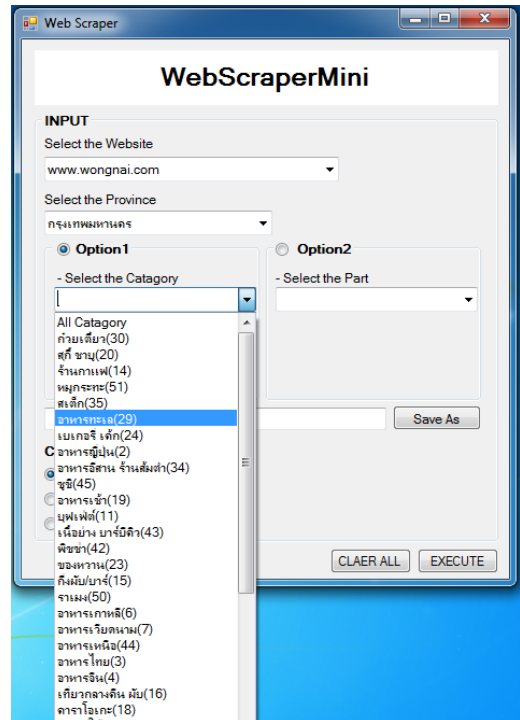 Web Scraper
WebScraperMini
INPUT
Select the Website
www.wongnai.com
Select the Province
กรุงเทพมหานคร
Option1
Option2
- Select the Catagory
- Select the Part
All Catagory
ก๋วยเตี๋ยว(30)
สุกี้ ชาบู(20)
ร้านกาแฟ(14)
หมูกระทะ(51)
สเต็ก(35)
อาหารทะเล(29)
Save As
เบเกอรี เค้ก(24)
C
อาหารญี่ปุ่น(2)
อาหารอีสาน ร้านส้มตำ(34)
ซูชิ(45)
อาหารเช้า(19)
บุฟเฟ่ต์(11)
เนื้อย่าง บาร์บีคิว(43)
พิซซ่า(42)
ของหวาน(23)
CLAER ALL
EXECUTE
กึ่งผับ/บาร์(15)
ราเมง(50)
อาหารเกาหลี(6)
อาหารเวียดนาม(7)
อาหารเหนือ(44)
อาหารไทย(3)
อาหารจีน(4)
เที่ยวกลางคืน ผับ(16)
คาราโอเกะ(18)